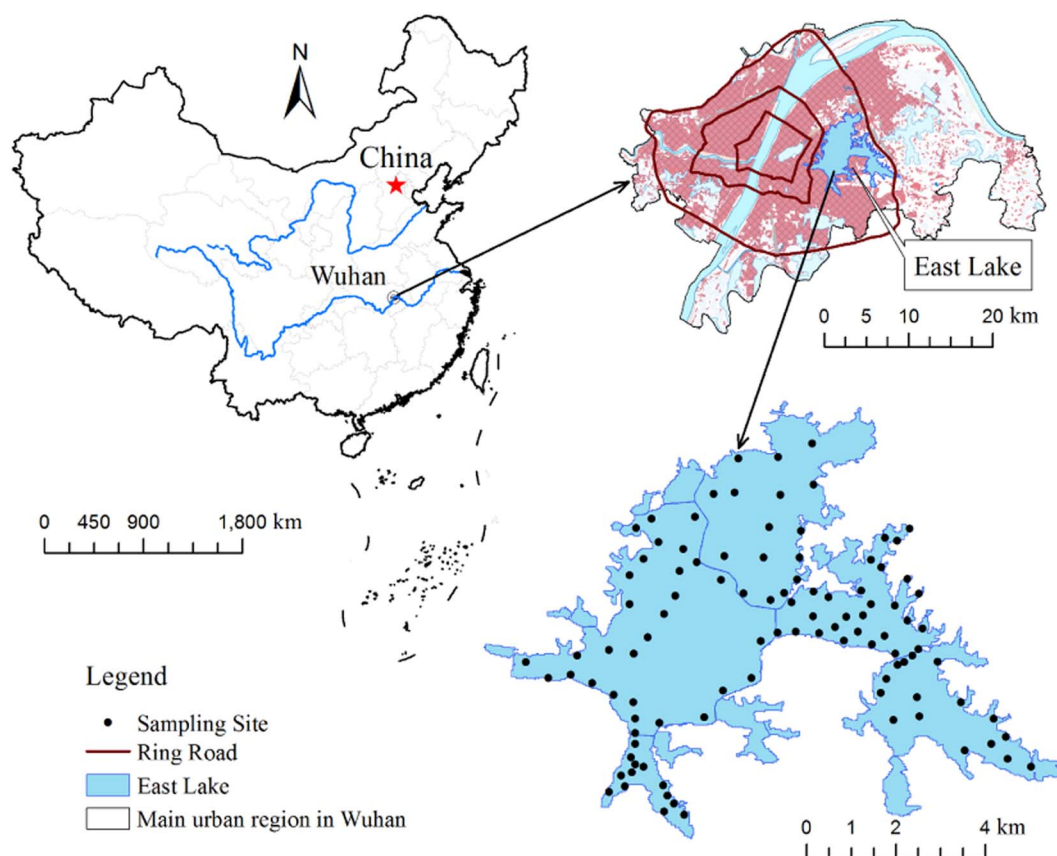 N
China
Wuhan
0 450 900 1,800 km
East Lake
0 5 10 20 km
Legend
Sampling Site
Ring Road
East Lake
Main urban region in Wuhan
0 1 2 4 km